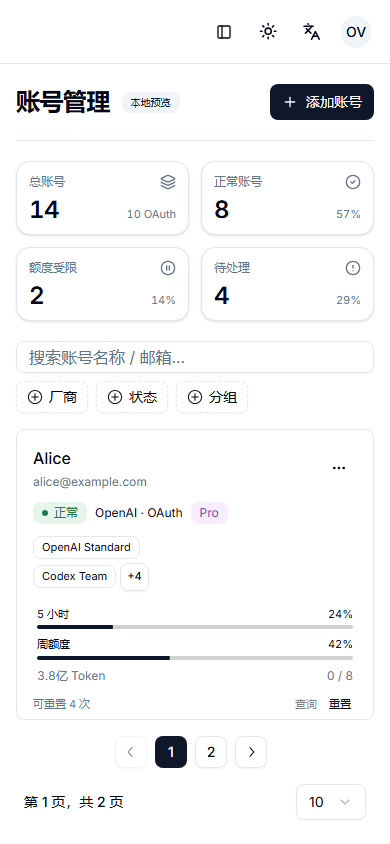 OV
账号管理 本地预览 添加账号
总账号 正常账号
14 10 OAuth 8 57%
额度受限 待处理
2 14% 4 29%
搜索账号名称 / 邮箱...
厂商 状态 分组
Alice
alice@example.com
正常 OpenAI · OAuth Pro
OpenAI Standard
Codex Team +4
5 小时 24%
周额度 42%
3.8亿 Token 0 / 8
可重置 4 次 查询 重置
1 2
第 1 页，共 2 页 10